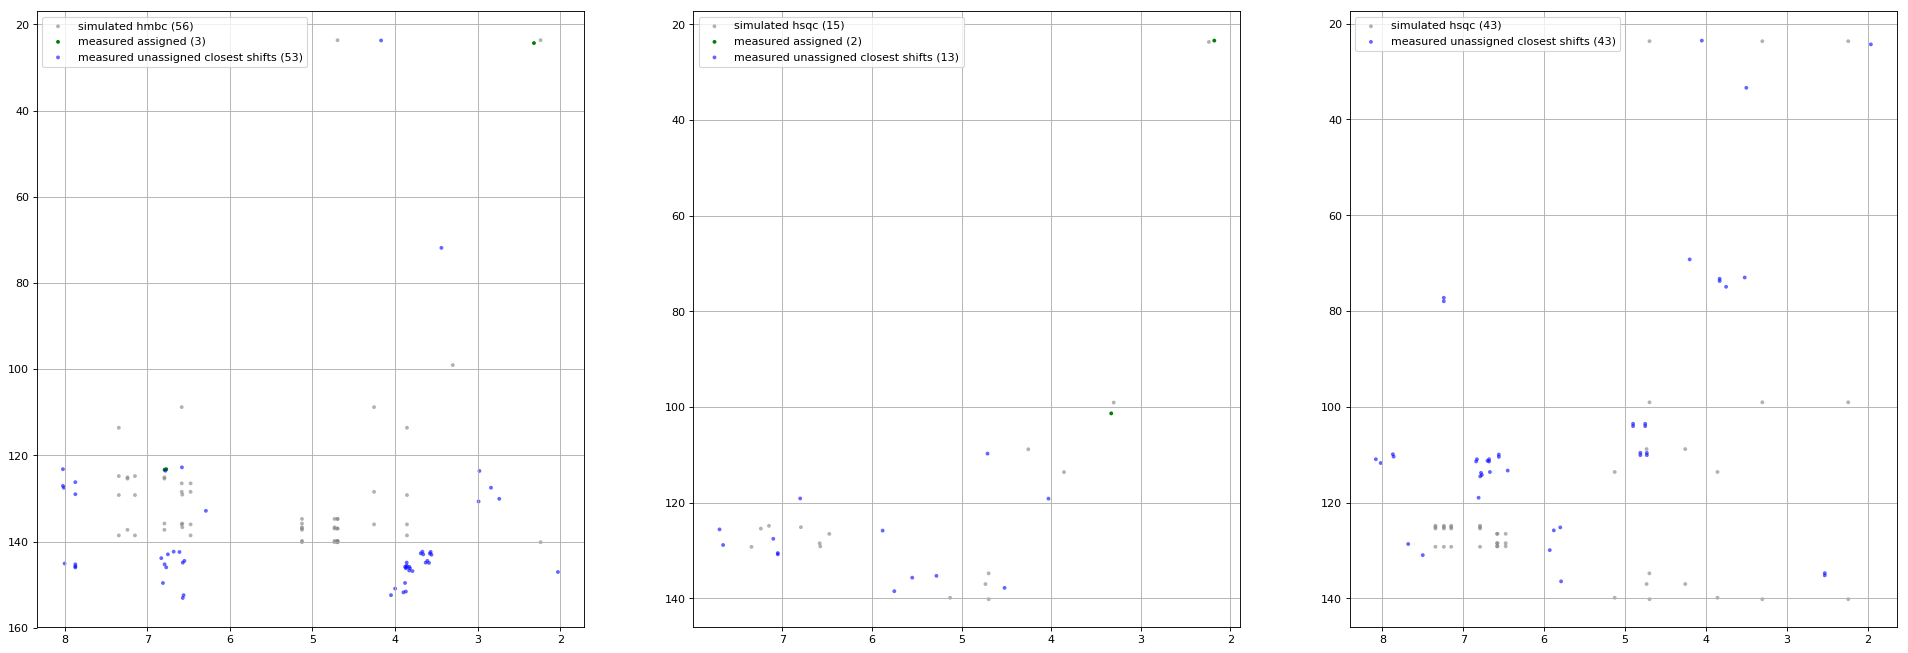 simulated hmbc (56)
measured assigned (3)
measured unassigned closest shifts (53)
20
40
60
80
100
120
140
160
8 7 6 5 4 3 2
simulated hsqc (15)
measured assigned (2)
measured unassigned closest shifts (13)
20
40
60
80
100
120
140
7 6 5 4 3 2
simulated hsqc (43)
measured unassigned closest shifts (43)
20
40
60
80
100
120
140
8 7 6 5 4 3 2